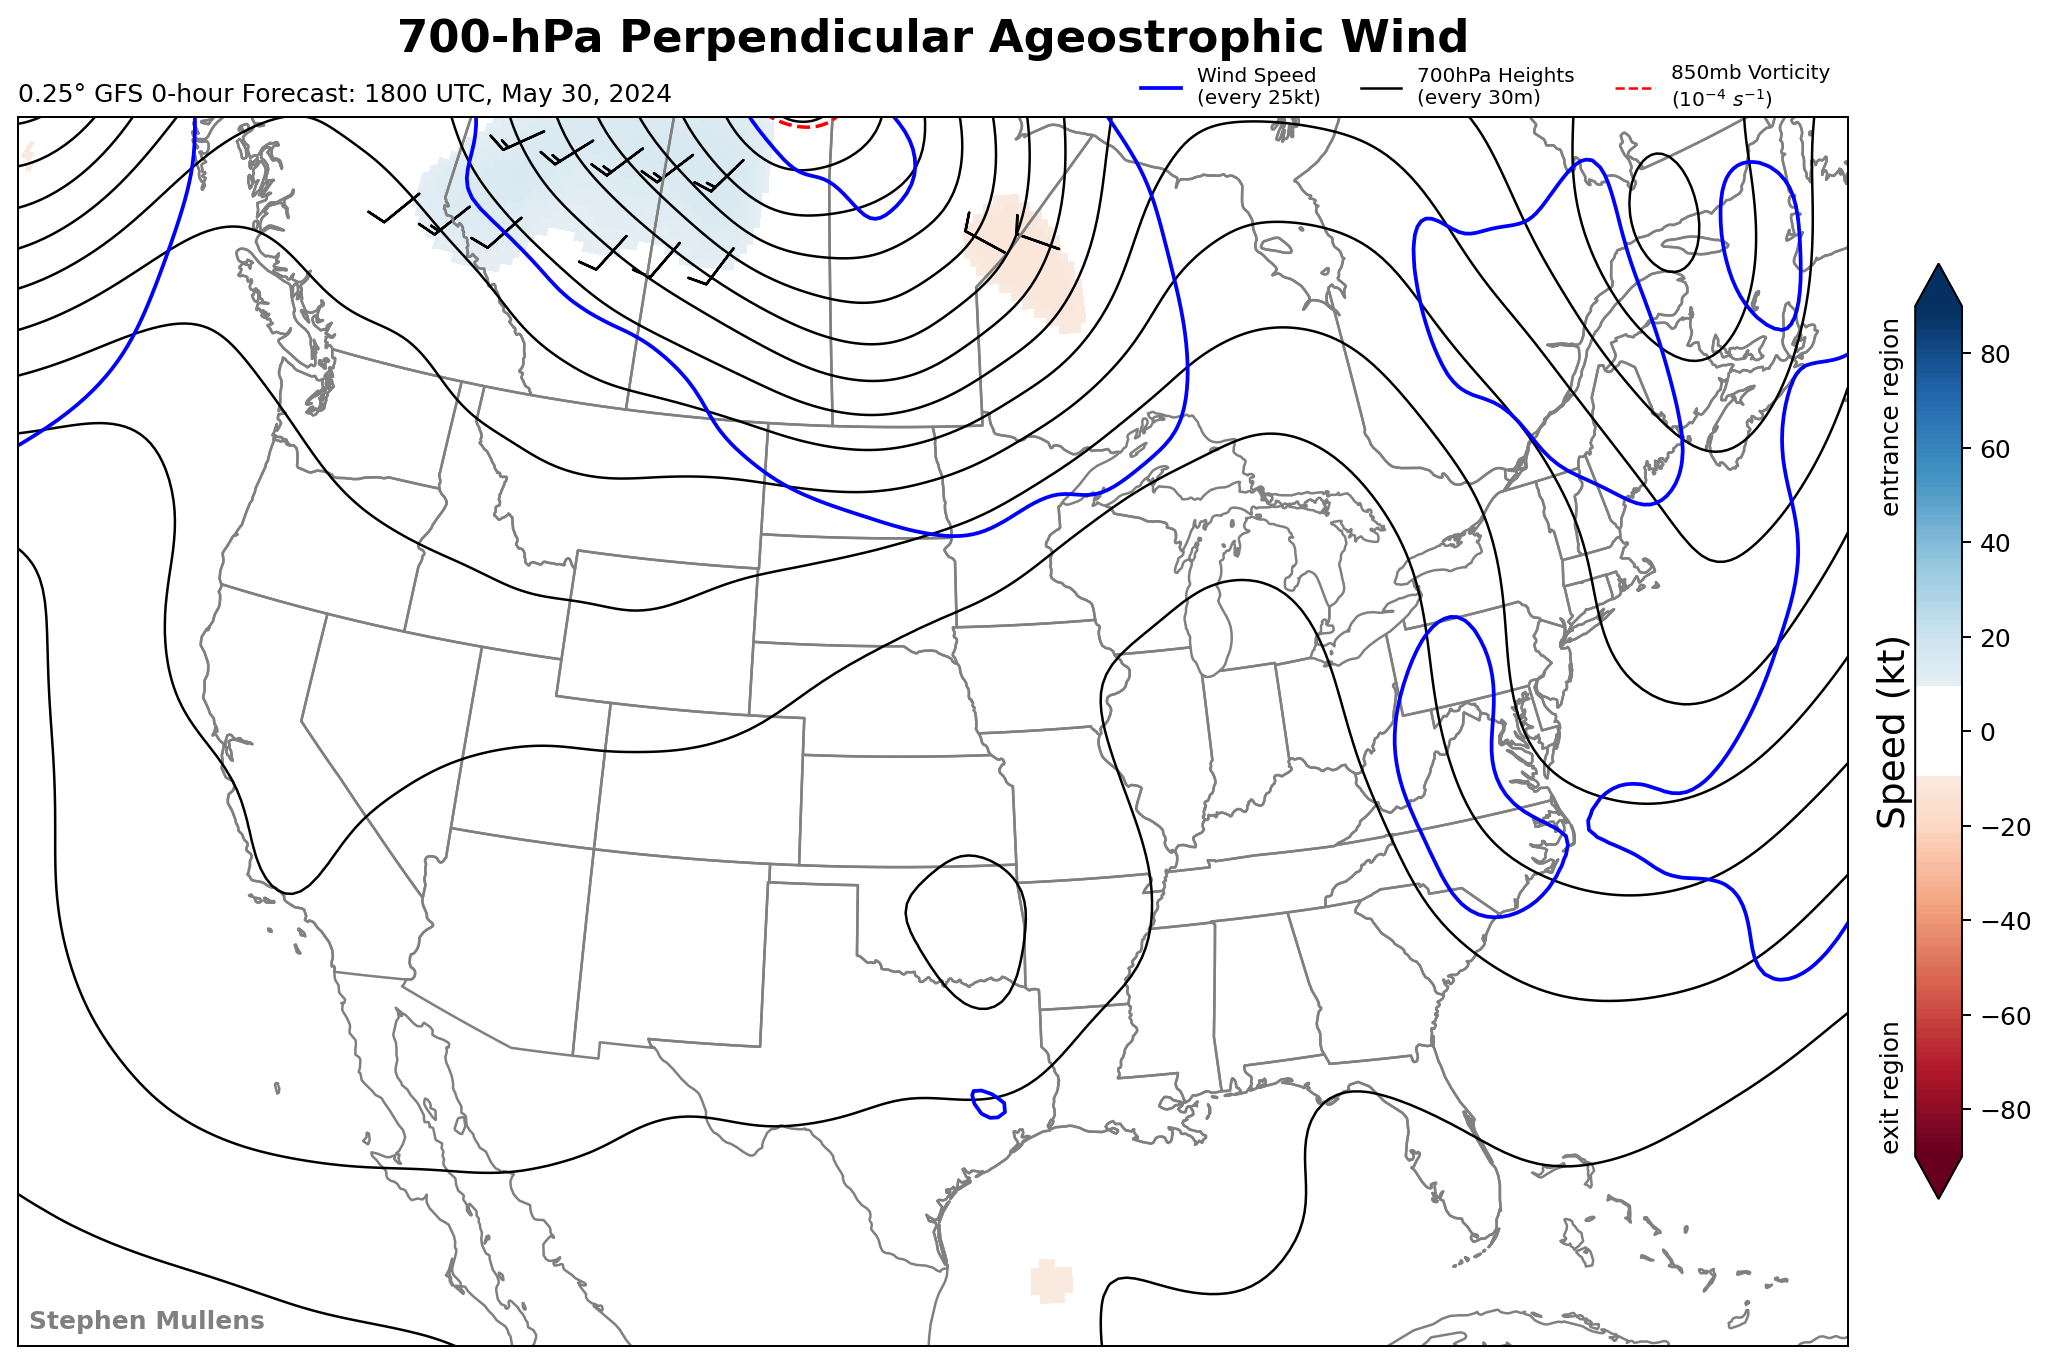 700-hPa Perpendicular Ageostrophic Wind
0.25° GFS 0-hour Forecast: 1800 UTC, May 30, 2024
Wind Speed
(every 25kt)
700hPa Heights
(every 30m)
850mb Vorticity
(10⁻⁴ s⁻¹)
entrance region
Speed (kt)
exit region
80
60
40
20
0
−20
−40
−60
−80
Stephen Mullens